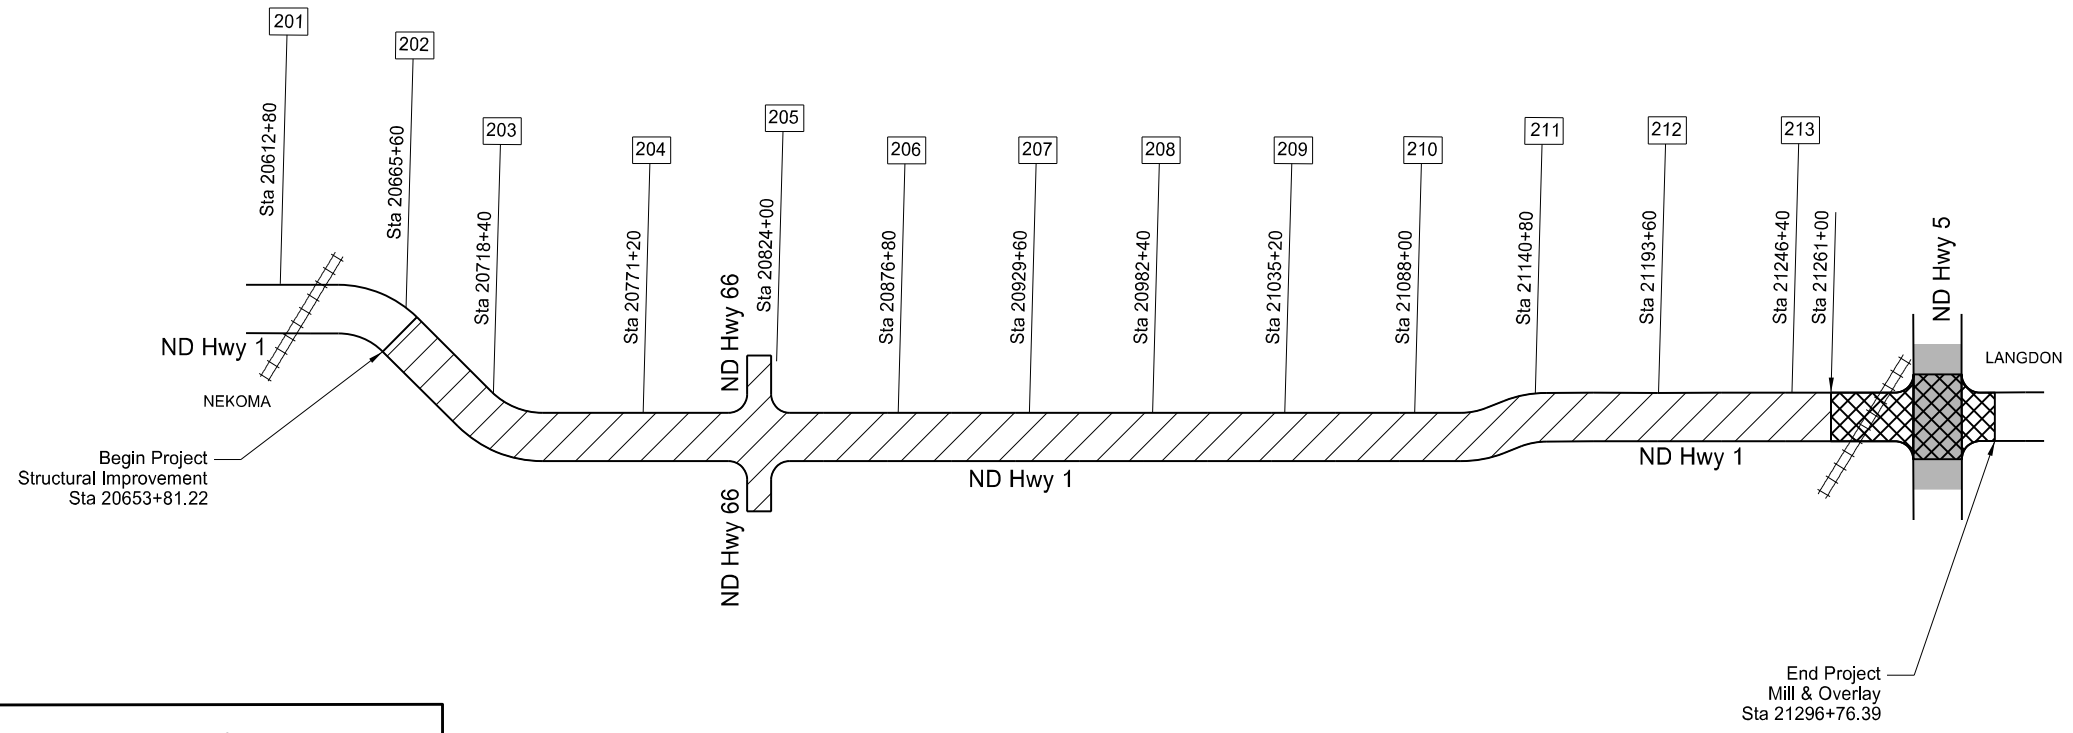 201
202
203
204
205
206
207
208
209
210
211
212
213
Sta 20612+80
Sta 20665+60
Sta 20718+40
Sta 20771+20
Sta 20824+00
Sta 20876+80
Sta 20929+60
Sta 20982+40
Sta 21035+20
Sta 21088+00
Sta 21140+80
Sta 21193+60
Sta 21246+40
Sta 21261+00
ND Hwy 66
ND Hwy 5
ND Hwy 1
NEKOMA
LANGDON
Begin Project
Structural Improvement
Sta 20653+81.22
ND Hwy 66
ND Hwy 1
ND Hwy 1
End Project
Mill & Overlay
Sta 21296+76.39